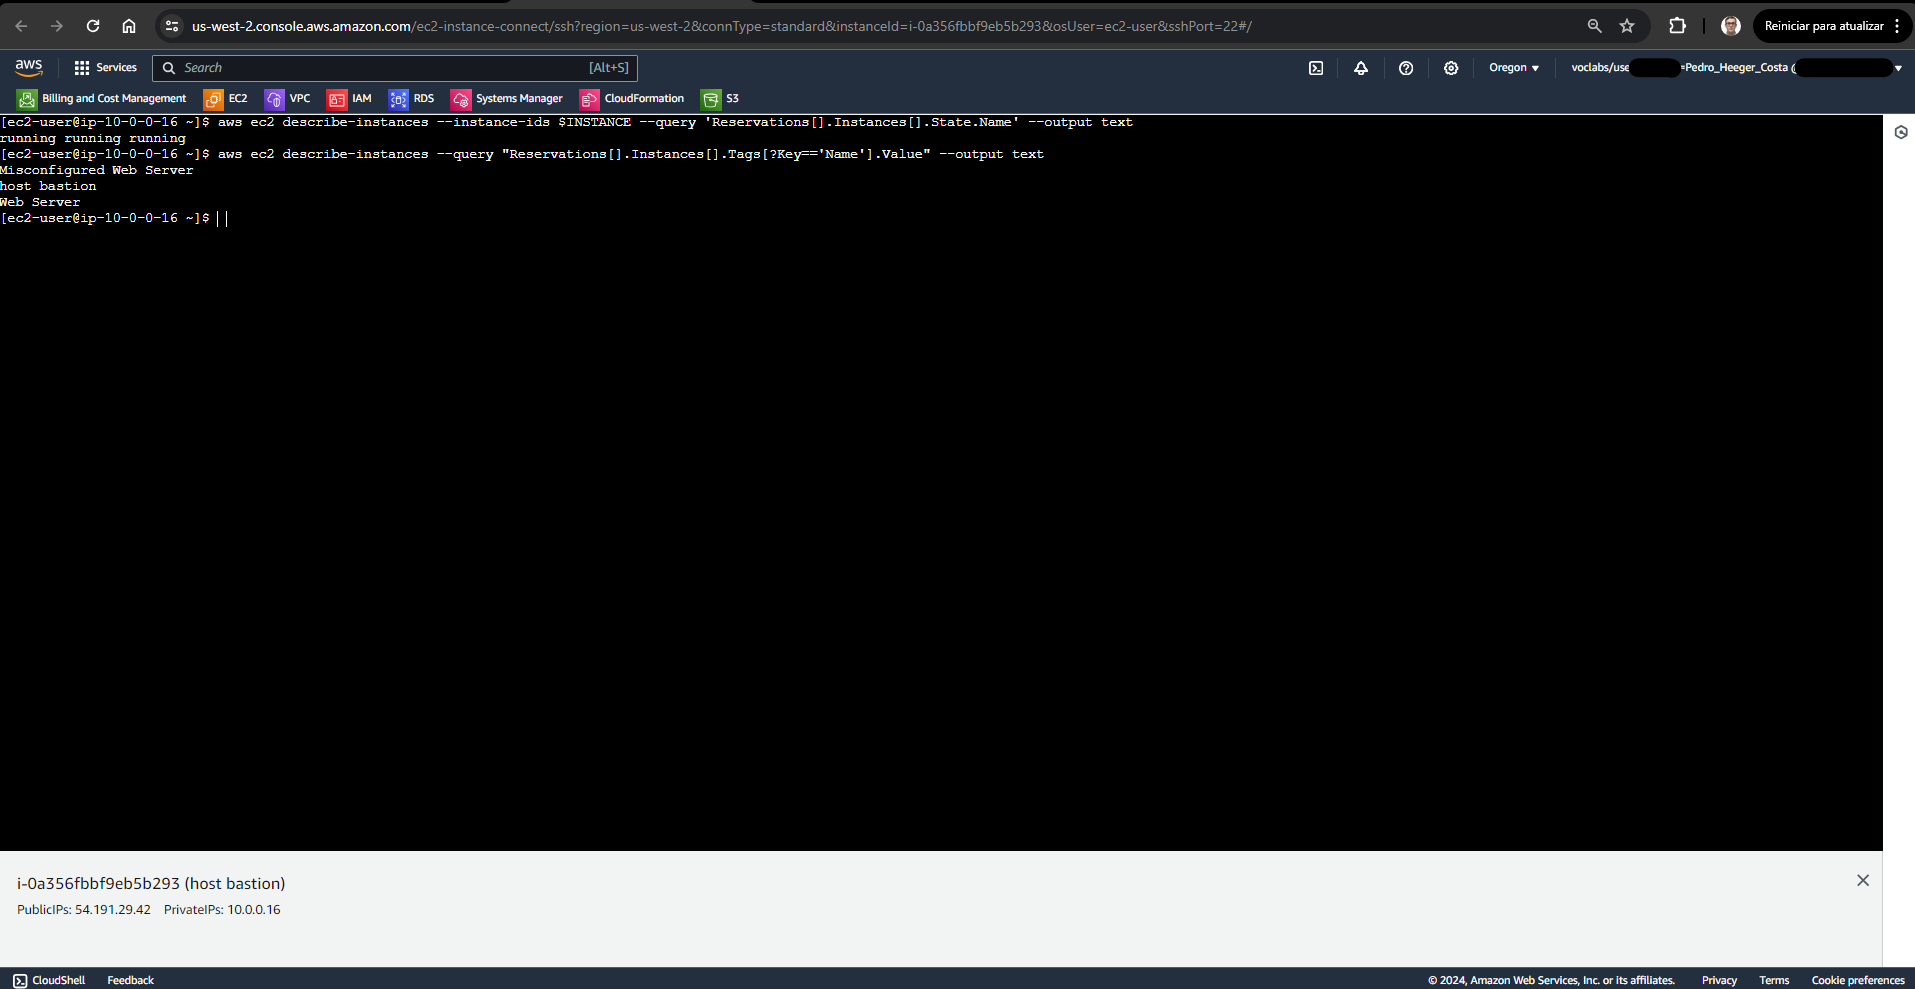 us-west-2.console.aws.amazon.com/ec2-instance-connect/ssh?region=us-west-2&connType=standard&instanceId=i-0a356fbbf9eb5b293&osUser=ec2-user&sshPort=22#/
Reiniciar para atualizar
aws
Services
Search
[Alt+S]
Oregon
voclabs/use
=Pedro_Heeger_Costa @
Billing and Cost Management
EC2
VPC
IAM
RDS
Systems Manager
CloudFormation
S3
[ec2-user@ip-10-0-0-16 ~]$ aws ec2 describe-instances --instance-ids $INSTANCE --query 'Reservations[].Instances[].State.Name' --output text
running runing running
[ec2-user@ip-10-0-0-16 ~]$ aws ec2 describe-instances --query "Reservations[].Instances[].Tags[?Key=='Name'].Value" --output text
Misconfigured Web Server
host bastion
Web Server
[ec2-user@ip-10-0-0-16 ~]$
i-0a356fbbf9eb5b293 (host bastion)
PublicIPs: 54.191.29.42 PrivateIPs: 10.0.0.16
CloudShell
Feedback
© 2024, Amazon Web Services, Inc. or its affiliates.
Privacy
Terms
Cookie preferences